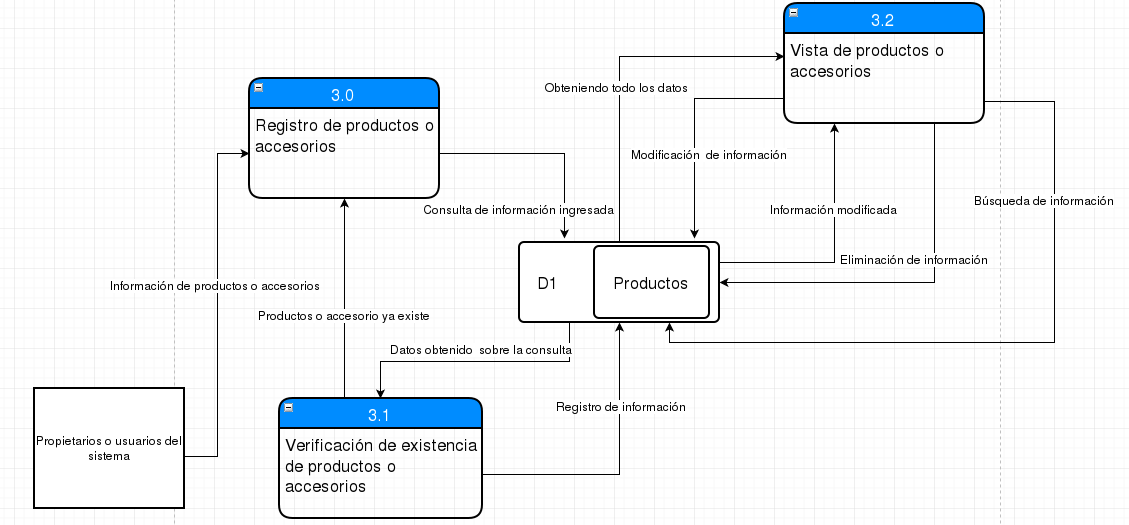 3.2
Vista de productos o
accesorios
Obteniendo todo los datos
3.0
Registro de productos o
accesorios
Modificación de información
Búsqueda de información
Consulta de información ingresada
Información modificada
Eliminación de información
D1
Productos
Información de productos o accesorios
Productos o accesorio ya existe
Datos obtenido sobre la consulta
Registro de información
3.1
Verificación de existencia
de productos o
accesorios
Propietarios o usuarios del
sistema